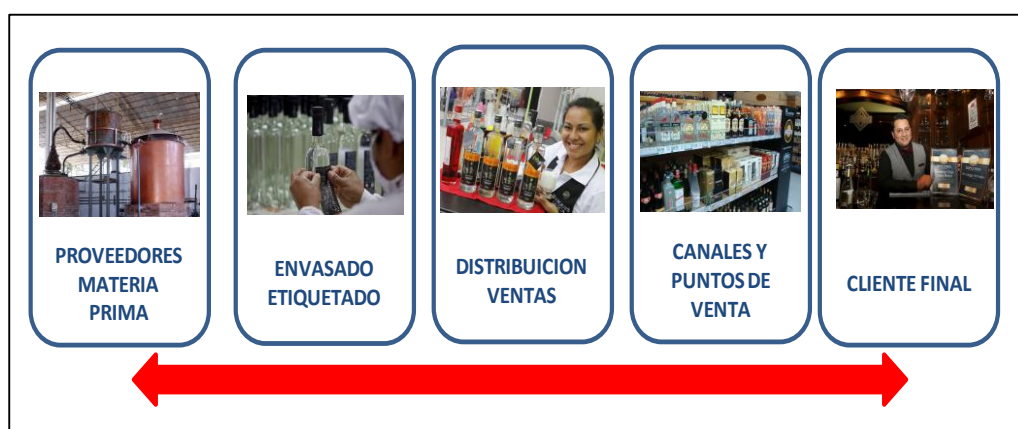 PROVEEDORES
MATERIA
PRIMA
ENVASADO
ETIQUETADO
DISTRIBUICION
VENTAS
CANALES Y
PUNTOS DE
VENTA
CLIENTE FINAL